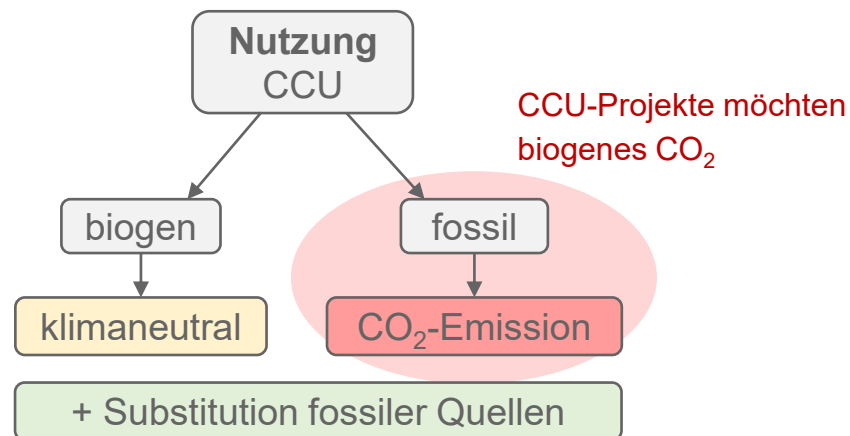 Nutzung
CCU
CCU-Projekte möchten
biogenes CO₂
biogen
fossil
klimaneutral
CO₂-Emission
+ Substitution fossiler Quellen